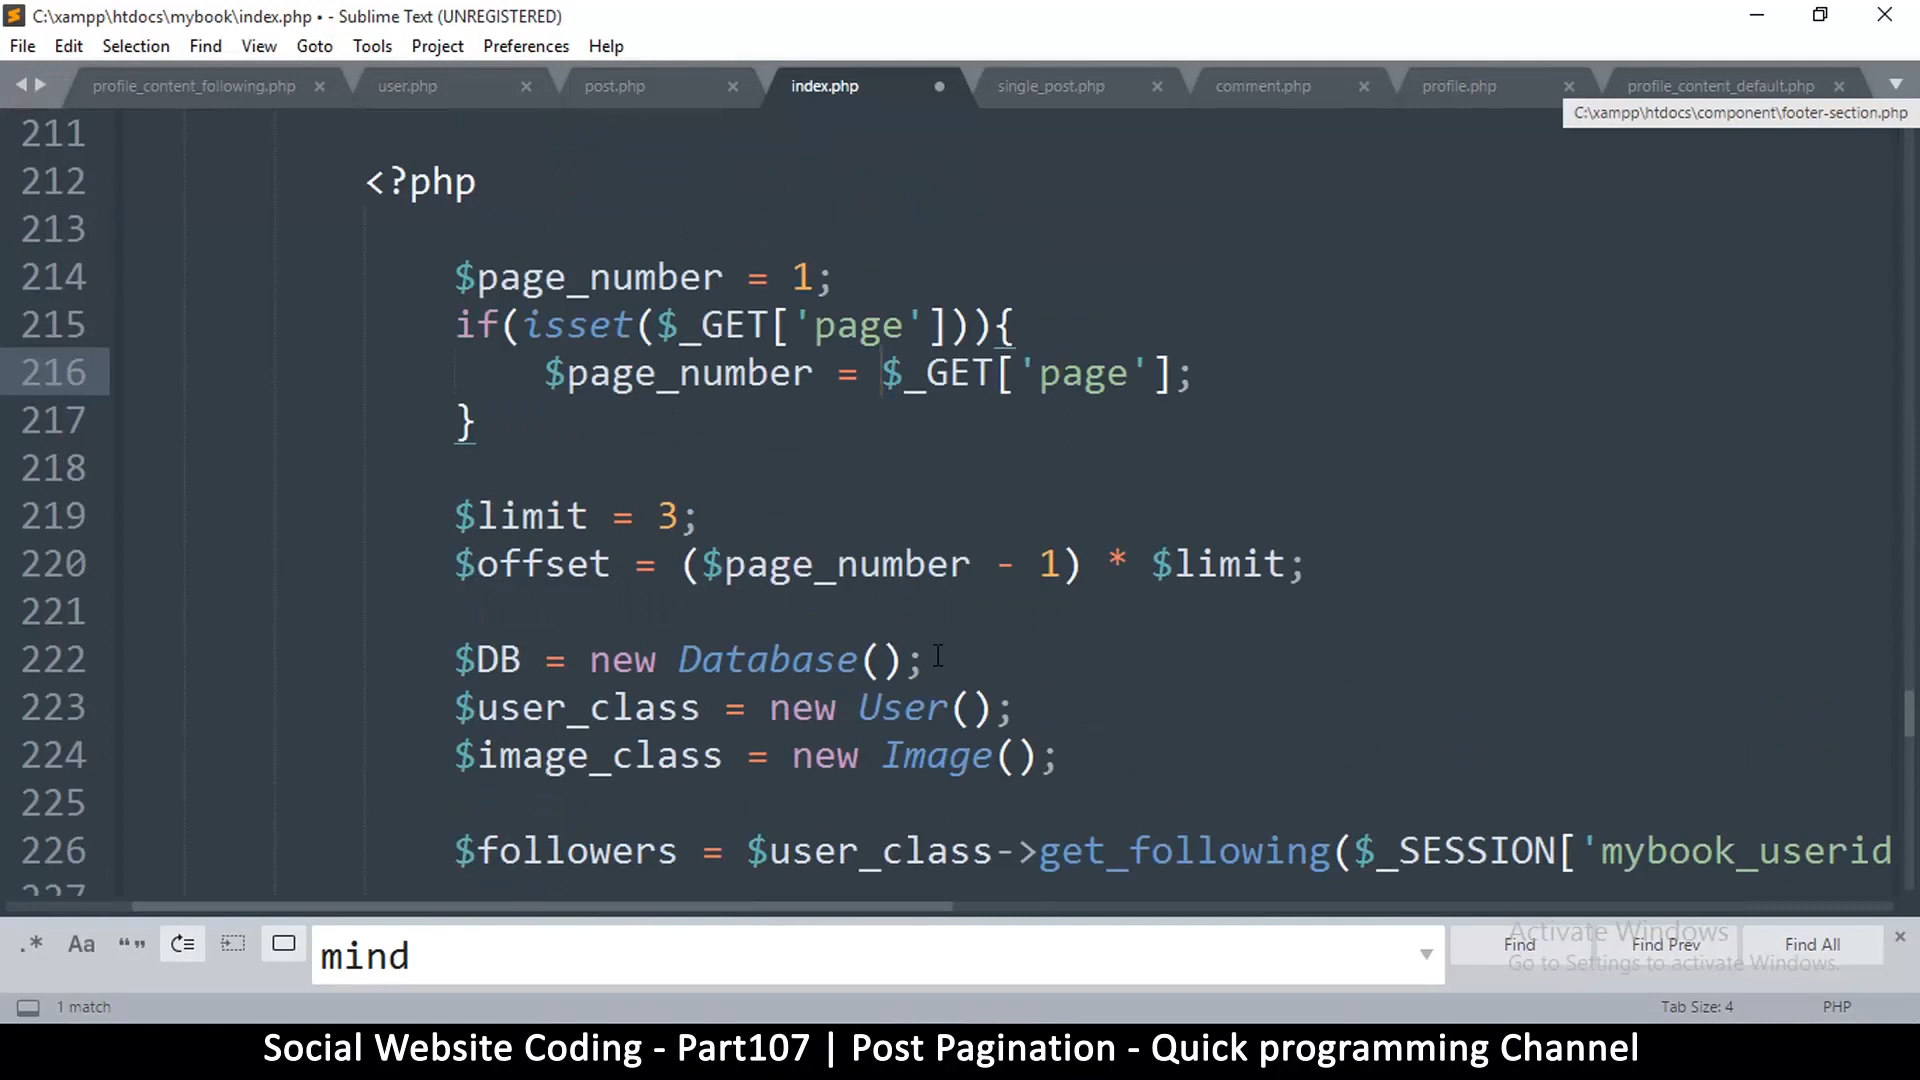 C:\xampp\htdocs\mybook\index.php • - Sublime Text (UNREGISTERED)
File Edit Selection Find View Goto Tools Project Preferences Help
profile_content_following.php user.php post.php index.php single_post.php comment.php profile.php profile_content_default.php
C:\xampp\htdocs\component\footer-section.php
211
212 <?php
213
214 $page_number = 1;
215 if(isset($_GET['page'])){
216 $page_number = $_GET['page'];
217 }
218
219 $limit = 3;
220 $offset = ($page_number - 1) * $limit;
221
222 $DB = new Database();
223 $user_class = new User();
224 $image_class = new Image();
225
226 $followers = $user_class->get_following($_SESSION['mybook_userid
227
.* Aa “” mind Find Find Prev Find All
Activate Windows
Go to Settings to activate Windows.
1 match Tab Size: 4 PHP
Social Website Coding - Part107 | Post Pagination - Quick programming Channel